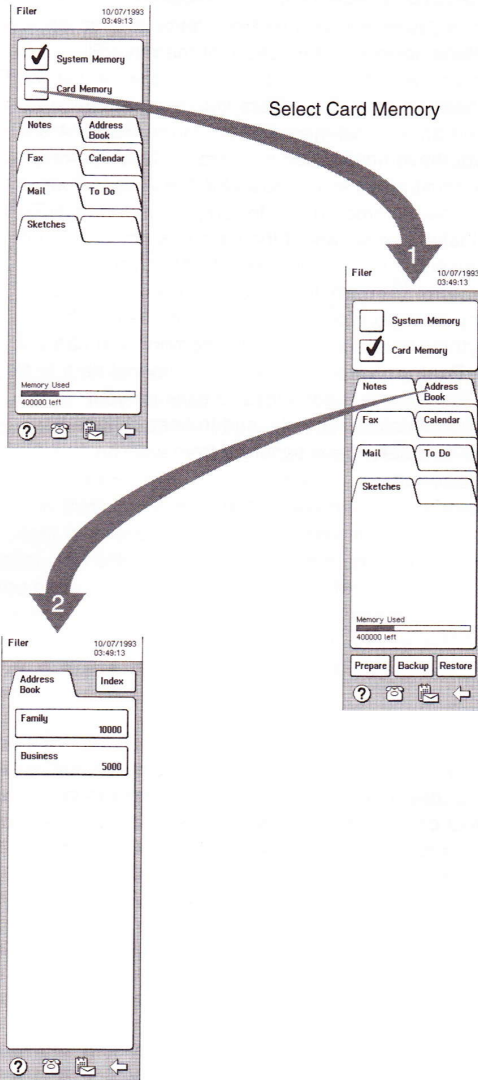 Filer 10/07/1993
03:49:13
System Memory
Card Memory
Notes Address
Book
Fax Calendar
Mail To Do
Sketches
Memory Used
400000 left
?
Select Card Memory
1
Filer 10/07/1993
03:49:13
System Memory
Card Memory
Notes Address
Book
Fax Calendar
Mail To Do
Sketches
Memory Used
400000 left
Prepare Backup Restore
?
2
Filer 10/07/1993
03:49:13
Address
Book Index
Family
10000
Business
5000
?